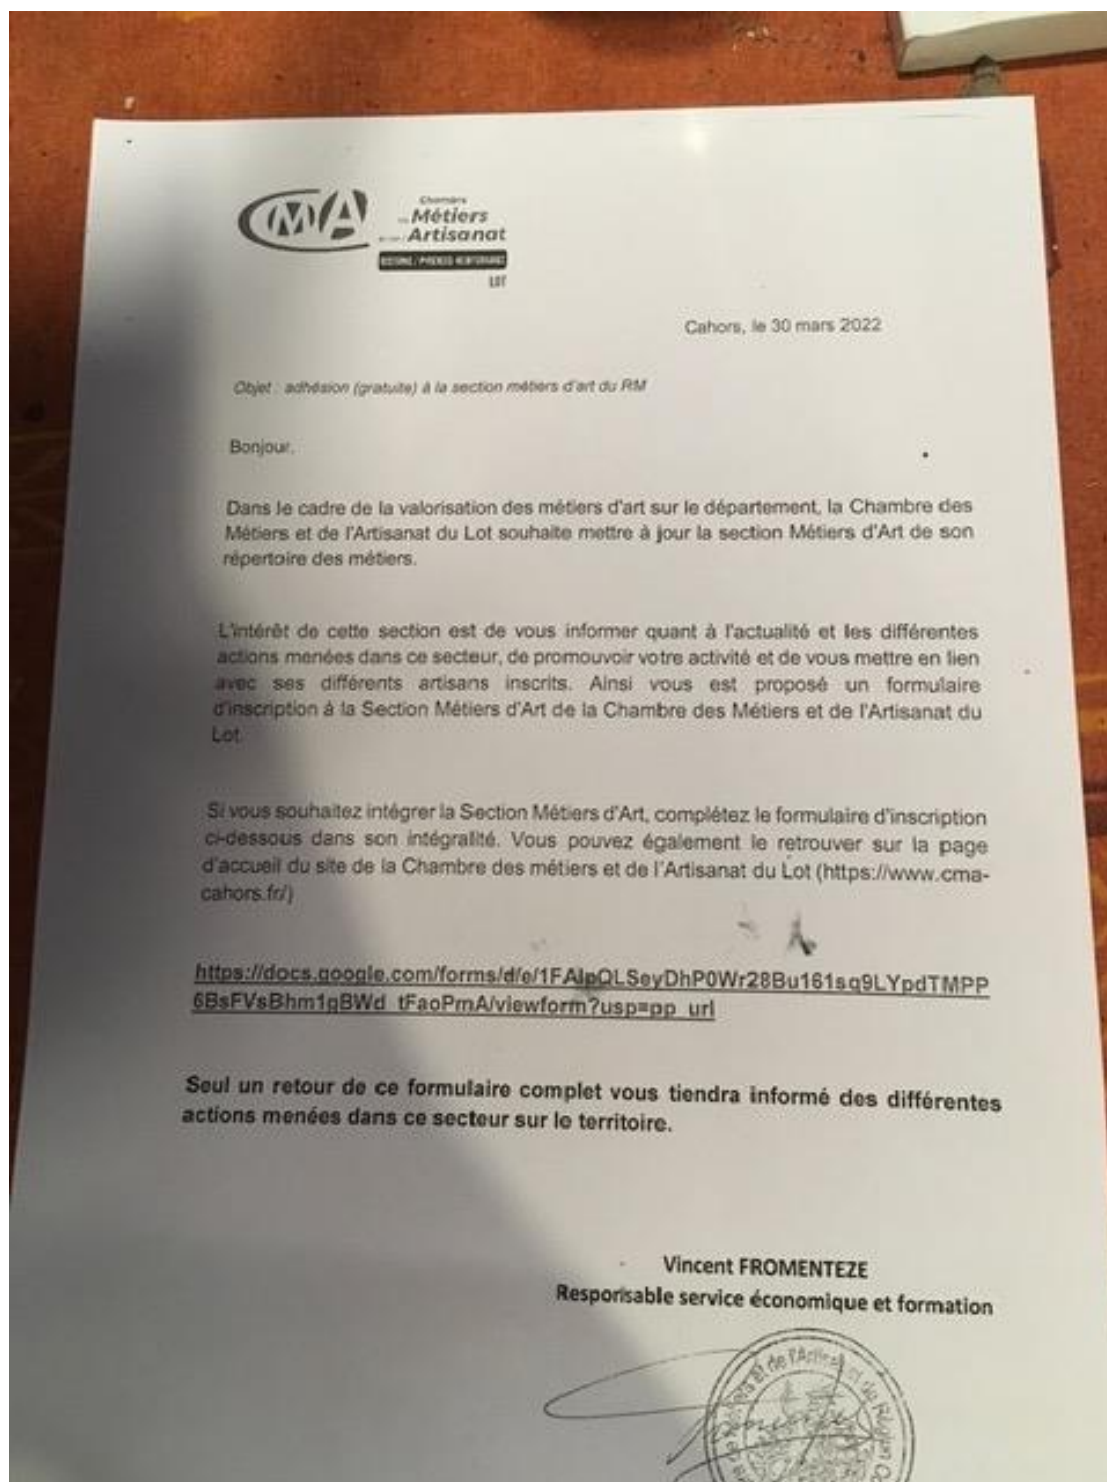 CMA
Chambre
Métiers
Artisanat
LOT
Cahors, le 30 mars 2022
Objet : adhésion (gratuite) à la section métiers d'art du RM
Bonjour,
Dans le cadre de la valorisation des métiers d'art sur le département, la Chambre des
Métiers et de l'Artisanat du Lot souhaite mettre à jour la section Métiers d'Art de son
répertoire des métiers.
L'intérêt de cette section est de vous informer quant à l'actualité et les différentes
actions menées dans ce secteur, de promouvoir votre activité et de vous mettre en lien
avec ses différents artisans inscrits. Ainsi vous est proposé un formulaire
d'inscription à la Section Métiers d'Art de la Chambre des Métiers et de l'Artisanat du
Lot.
Si vous souhaitez intégrer la Section Métiers d'Art, complétez le formulaire d'inscription
ci-dessous dans son intégralité. Vous pouvez également le retrouver sur la page
d'accueil du site de la Chambre des métiers et de l'Artisanat du Lot (https://www.cma-
cahors.fr/)
https://docs.google.com/forms/d/e/1FAIpQLSeyDhP0Wr28Bu161sq9LYpdTMPP
6BsFVsBhm1gBWd_tFaoPmA/viewform?usp=pp_url
Seul un retour de ce formulaire complet vous tiendra informé des différentes
actions menées dans ce secteur sur le territoire.
Vincent FROMENTEZE
Responsable service économique et formation
de Métiers et de l'Artisanat de Région